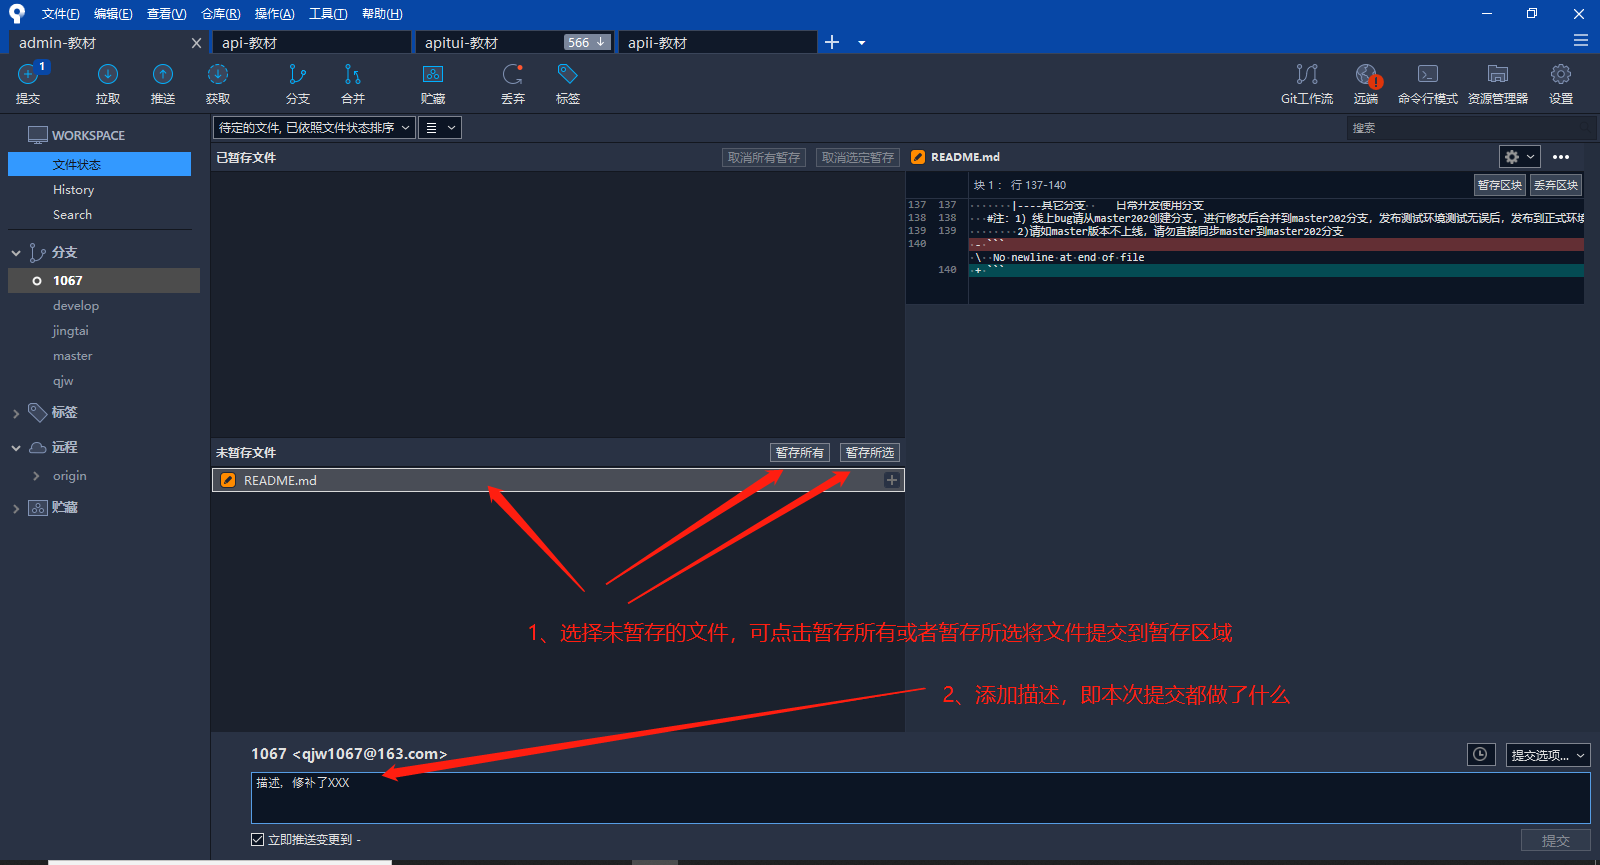 文件(F) 编辑(E) 查看(V) 仓库(R) 操作(A) 工具(T) 帮助(H)
admin-教材 api-教材 apitui-教材 566 apii-教材
1
提交 拉取 推送 获取 分支 合并 贮藏 丢弃 标签 Git工作流 远端 命令行模式 资源管理器 设置
WORKSPACE
文件状态
History
Search
分支
1067
develop
jingtai
master
qjw
标签
远程
origin
贮藏
待定的文件, 已依照文件状态排序
搜索
已暂存文件 取消所有暂存 取消选定暂存
README.md
块 1： 行 137-140 暂存区块 丢弃区块
137 137 |----其它分支 日常开发使用分支
138 138 #注：1) 线上bug请从master202创建分支，进行修改后合并到master202分支，发布测试环境测试无误后，发布到正式环境
139 139 2)请如master版本不上线，请勿直接同步master到master202分支
140 - ```
\ No newline at end of file
140 + ```
未暂存文件 暂存所有 暂存所选
README.md
1、选择未暂存的文件，可点击暂存所有或者暂存所选将文件提交到暂存区域
2、添加描述，即本次提交都做了什么
1067 <qjw1067@163.com>
提交选项...
描述，修补了XXX
立即推送变更到 -
提交